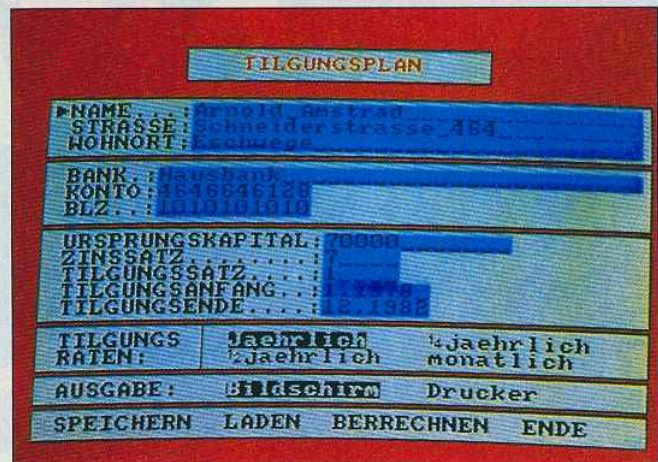 TILGUNGSPLAN
►NAME...:Arnold Amstrad
STRASSE:Schneiderstrasse 464
WOHNORT:Eschwege
BANK.:Hausbank
KONTO:4646646128
BLZ..:1010101010
URSPRUNGSKAPITAL:70000
ZINSSATZ........:7
TILGUNGSSATZ....:1
TILGUNGSANFANG..:
TILGUNGSENDE....:12.1982
TILGUNGS Jaehrlich ¼jaehrlich
RATEN: ½jaehrlich monatlich
AUSGABE: Bildschirm Drucker
SPEICHERN LADEN BERRECHNEN ENDE